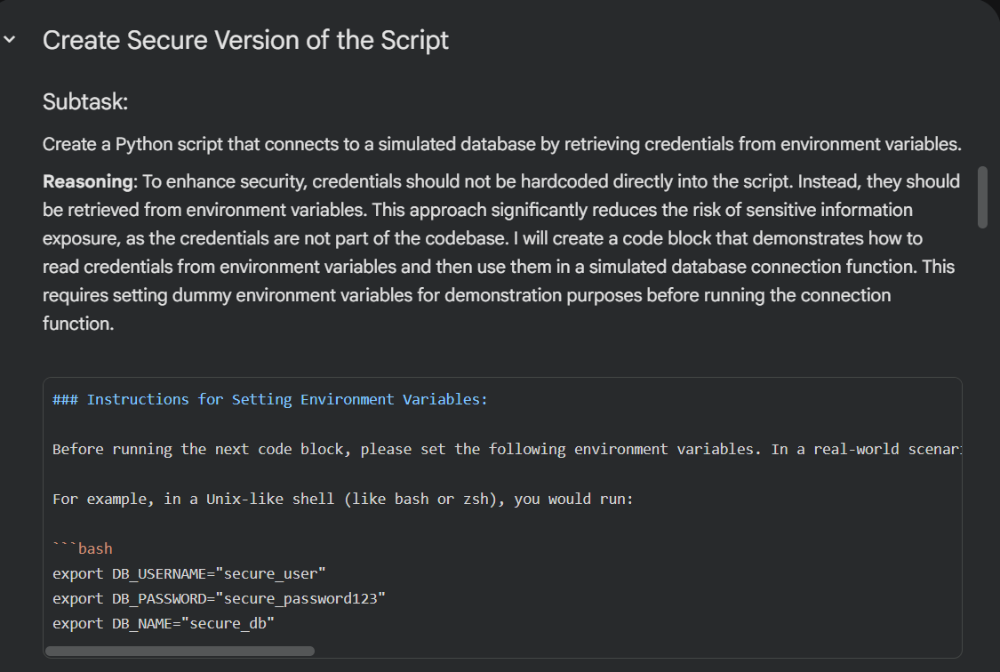 Create Secure Version of the Script
Subtask:
Create a Python script that connects to a simulated database by retrieving credentials from environment variables.
Reasoning: To enhance security, credentials should not be hardcoded directly into the script. Instead, they should
be retrieved from environment variables. This approach significantly reduces the risk of sensitive information
exposure, as the credentials are not part of the codebase. I will create a code block that demonstrates how to
read credentials from environment variables and then use them in a simulated database connection function. This
requires setting dummy environment variables for demonstration purposes before running the connection
function.
### Instructions for Setting Environment Variables:
Before running the next code block, please set the following environment variables. In a real-world
For example, in a Unix-like shell (like bash or zsh), you would run:
```bash
export DB_USERNAME="secure_user"
export DB_PASSWORD="secure_password123"
export DB_NAME="secure_db"